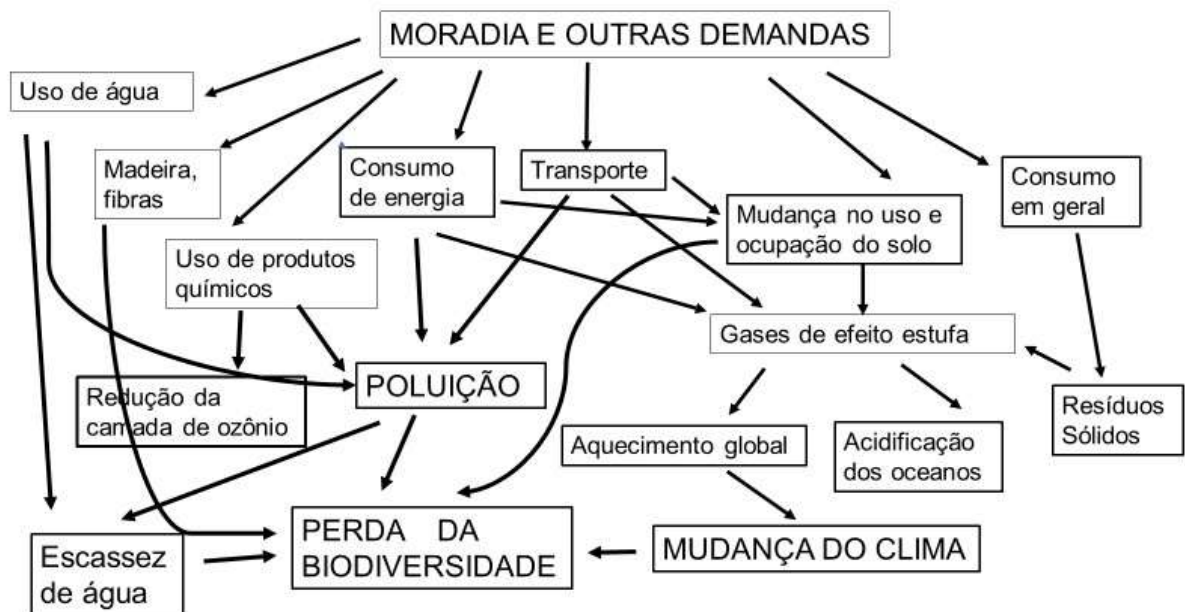 MORADIA E OUTRAS DEMANDAS
Uso de água
Madeira,
fibras
Consumo
de energia
Transporte
Consumo
em geral
Mudança no uso e
ocupação do solo
Uso de produtos
químicos
Gases de efeito estufa
POLUIÇÃO
Redução da
camada de ozônio
Resíduos
Sólidos
Aquecimento global
Acidificação
dos oceanos
Escassez
de água
PERDA DA
BIODIVERSIDADE
MUDANÇA DO CLIMA